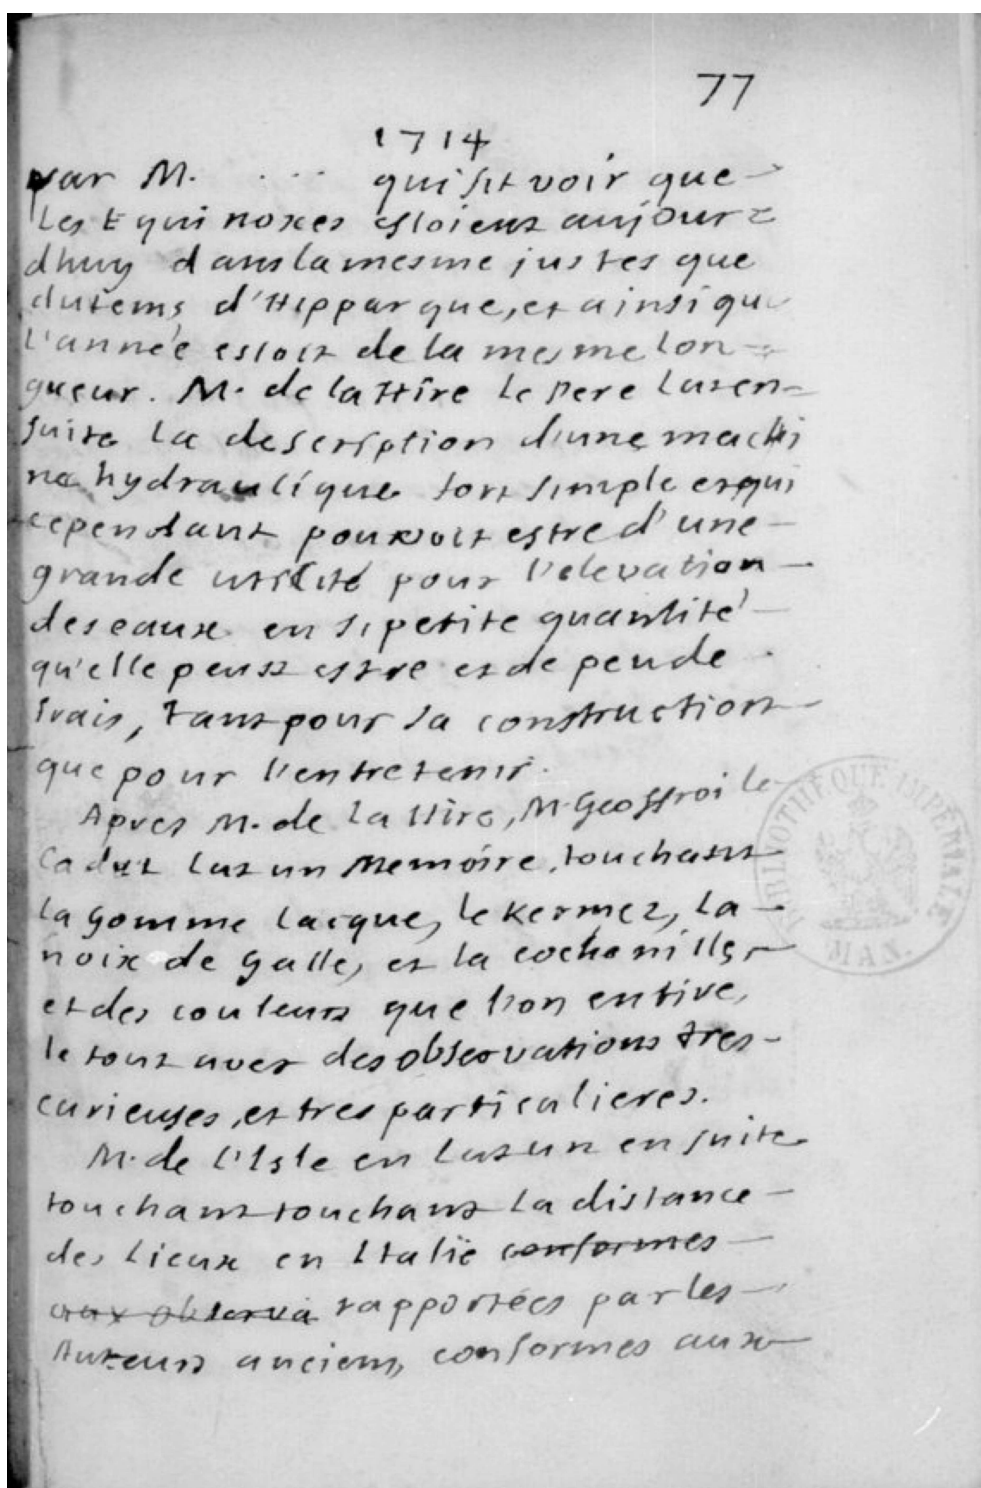 77
1714
par M. . . . qui fit voir que
les Equinoxes estoient aujour=
dhuy dans la mesme justes que
du tems d'Hipparque, et ainsi que
l'année estoit de la mesme lon=
gueur. M. de la Hire le Pere lut en=
suite la description d'une machi
ne hydraulique fort simple et qui
cependant pouvoit estre d'une
grande utilité pour l'elevation
des eaux en si petite quantité
qu'elle peust estre et de peu de
frais, tant pour sa construction
que pour l'entretenir.
Apres M. de la Hire, M. Geoffroi le
Cadet lut un Memoire, touchant
la Gomme lacque, le Kermez, la
noix de Galle, et la cochenille,
et des couleurs que l'on en tire,
le tout avec des observations tres
curieuses, et tres particalieres.
M. de l'Isle en lut un en suite
touchant touchant la distance
des lieux en Italie conformes
aux observa rapportées par les
Auteurs anciens, conformes aux
BIBLIOTHÈQUE IMPÉRIALE
MAN.